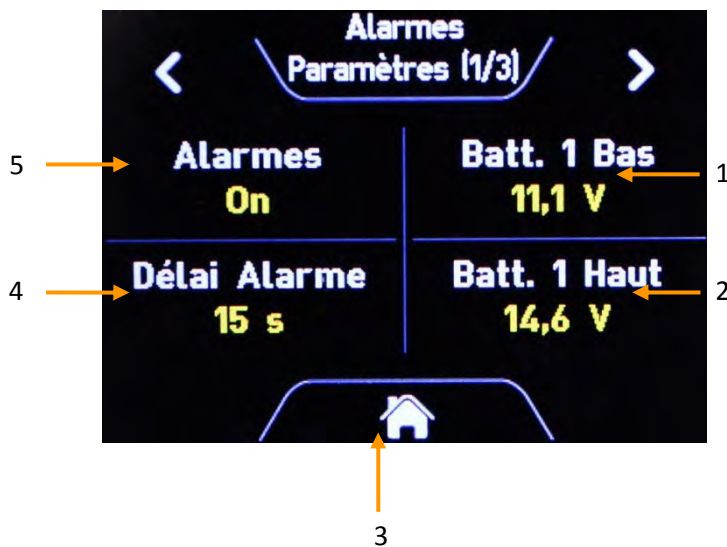 Alarmes
Paramètres (1/3)
5
Alarmes
On
Batt. 1 Bas
11,1 V
1
4
Délai Alarme
15 s
Batt. 1 Haut
14,6 V
2
3